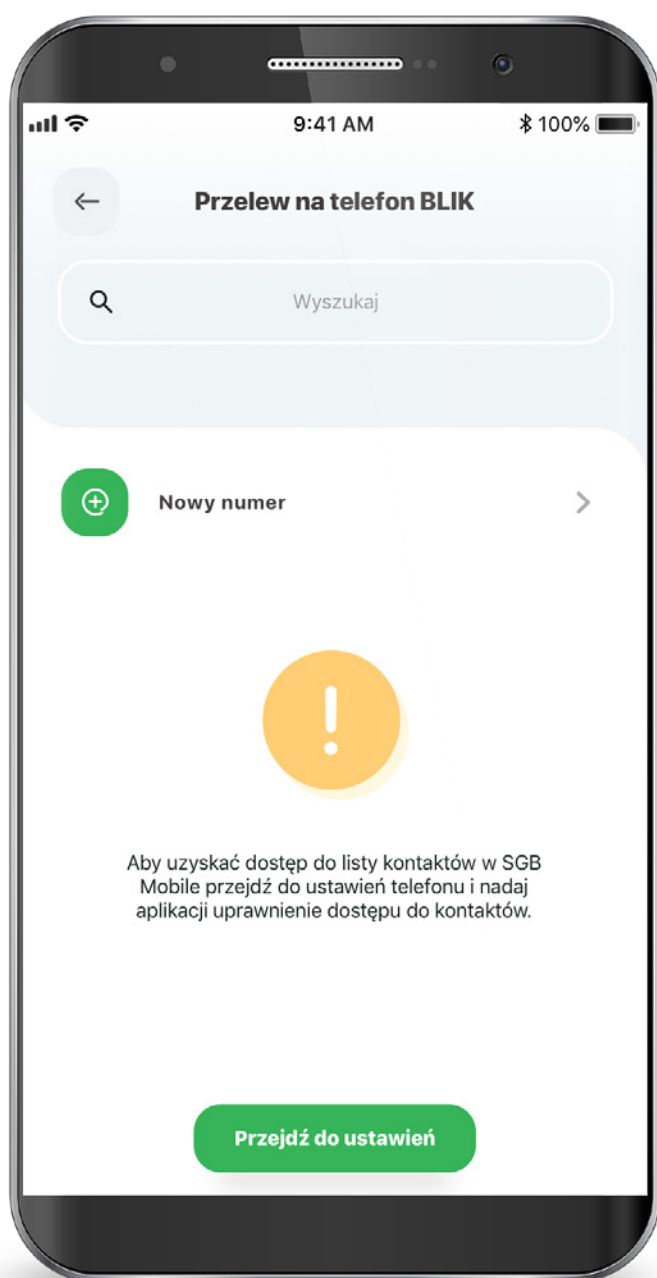 9:41 AM
100%
Przelew na telefon BLIK
Wyszukaj
Nowy numer
!
Aby uzyskać dostęp do listy kontaktów w SGB
Mobile przejdź do ustawień telefonu i nadaj
aplikacji uprawnienie dostępu do kontaktów.
Przejdź do ustawień